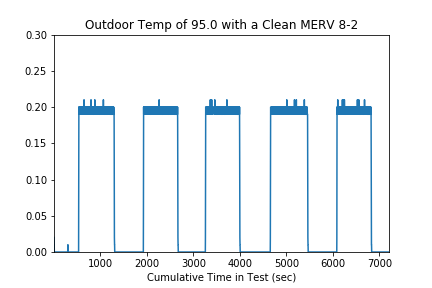 Outdoor Temp of 95.0 with a Clean MERV 8-2
0.30
0.25
0.20
0.15
0.10
0.05
0.00
1000 2000 3000 4000 5000 6000 7000
Cumulative Time in Test (sec)